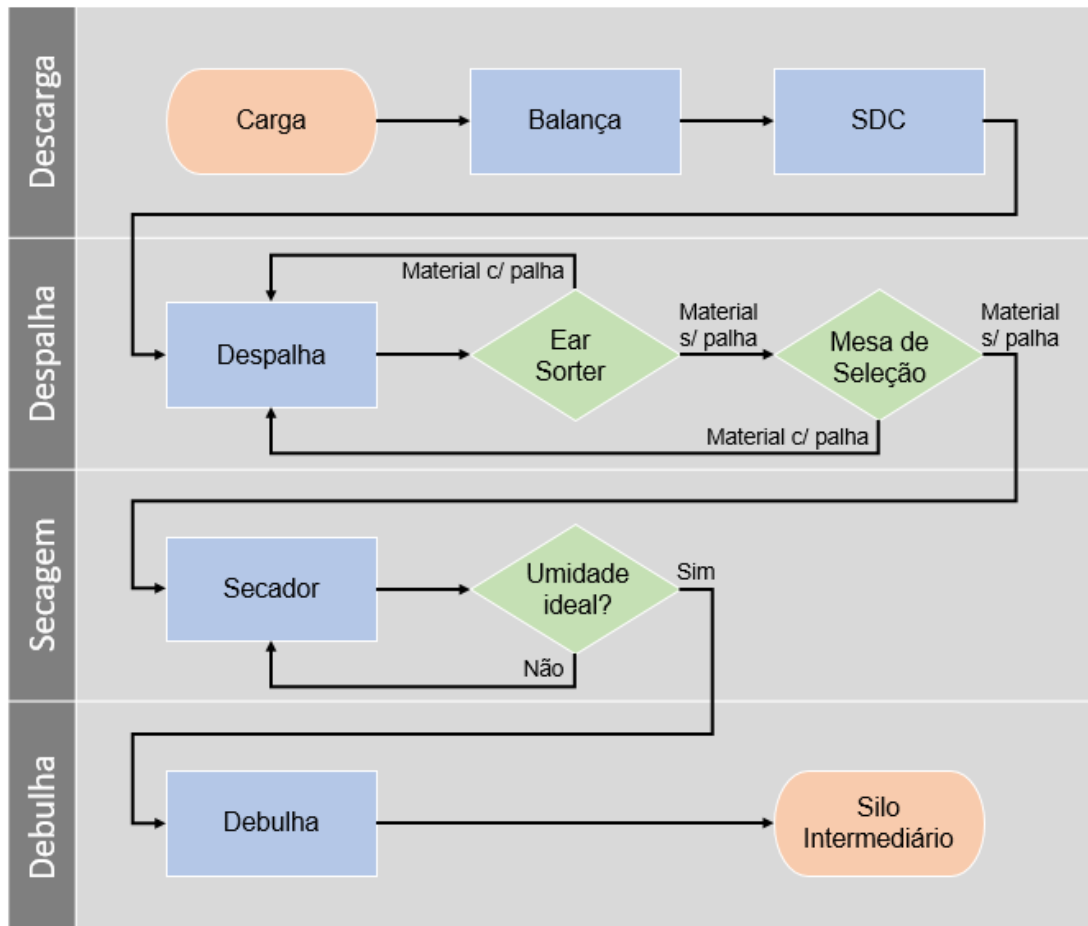 Descarga
Carga
Balança
SDC
Despalha
Material c/ palha
Despalha
Ear
Sorter
Material
s/ palha
Mesa de
Seleção
Material
s/ palha
Material c/ palha
Secagem
Secador
Umidade
ideal?
Sim
Não
Debulha
Debulha
Silo
Intermediário